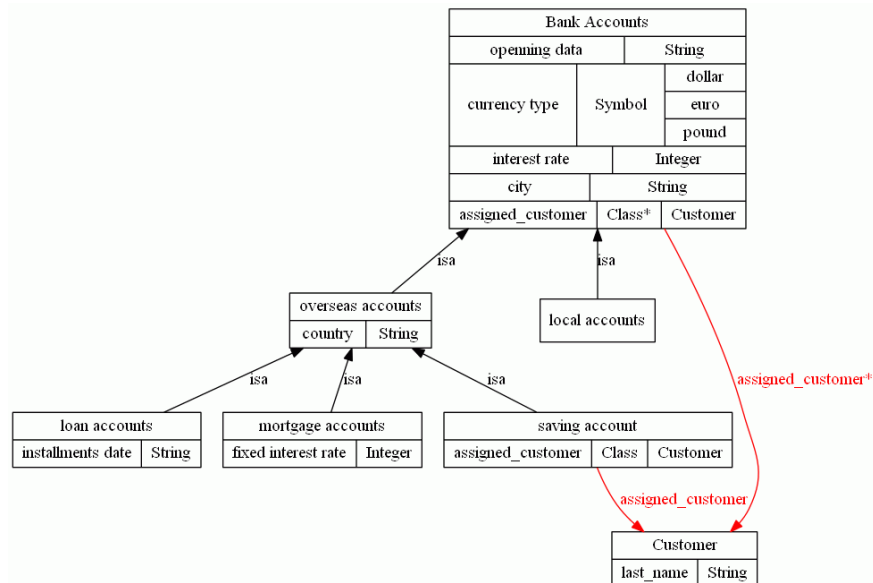 Bank Accounts
openning data String
currency type Symbol dollar
euro
pound
interest rate Integer
city String
assigned_customer Class* Customer
isa
isa
overseas accounts
country String
local accounts
isa
isa
isa
assigned_customer*
loan accounts
installments date String
mortgage accounts
fixed interest rate Integer
saving account
assigned_customer Class Customer
assigned_customer
Customer
last_name String